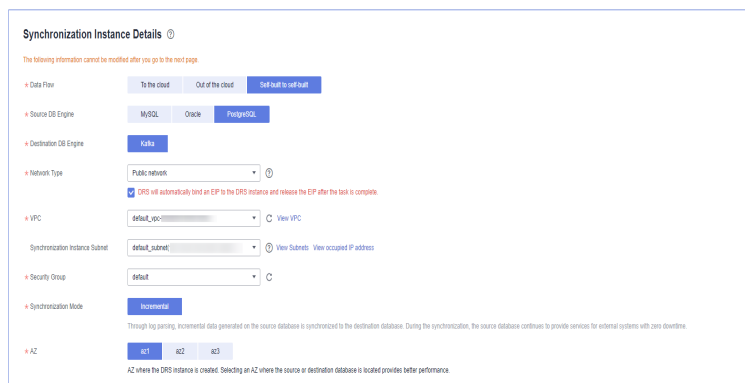 Synchronization Instance Details
The following information cannot be modified after you go to the next page.
* Data Flow To the cloud Out of the cloud Self-built to self-built
* Source DB Engine MySQL Oracle PostgreSQL
* Destination DB Engine Kafka
* Network Type Public network
DRS will automatically bind an EIP to the DRS instance and release the EIP after the task is complete.
* VPC default_vpc- View VPC
Synchronization Instance Subnet default_subnet( View Subnets View occupied IP address
* Security Group default
* Synchronization Mode Incremental
Through log parsing, incremental data generated on the source database is synchronized to the destination database. During the synchronization, the source database continues to provide services for external systems with zero downtime.
* AZ az1 az2 az3
AZ where the DRS instance is created. Selecting an AZ where the source or destination database is located provides better performance.